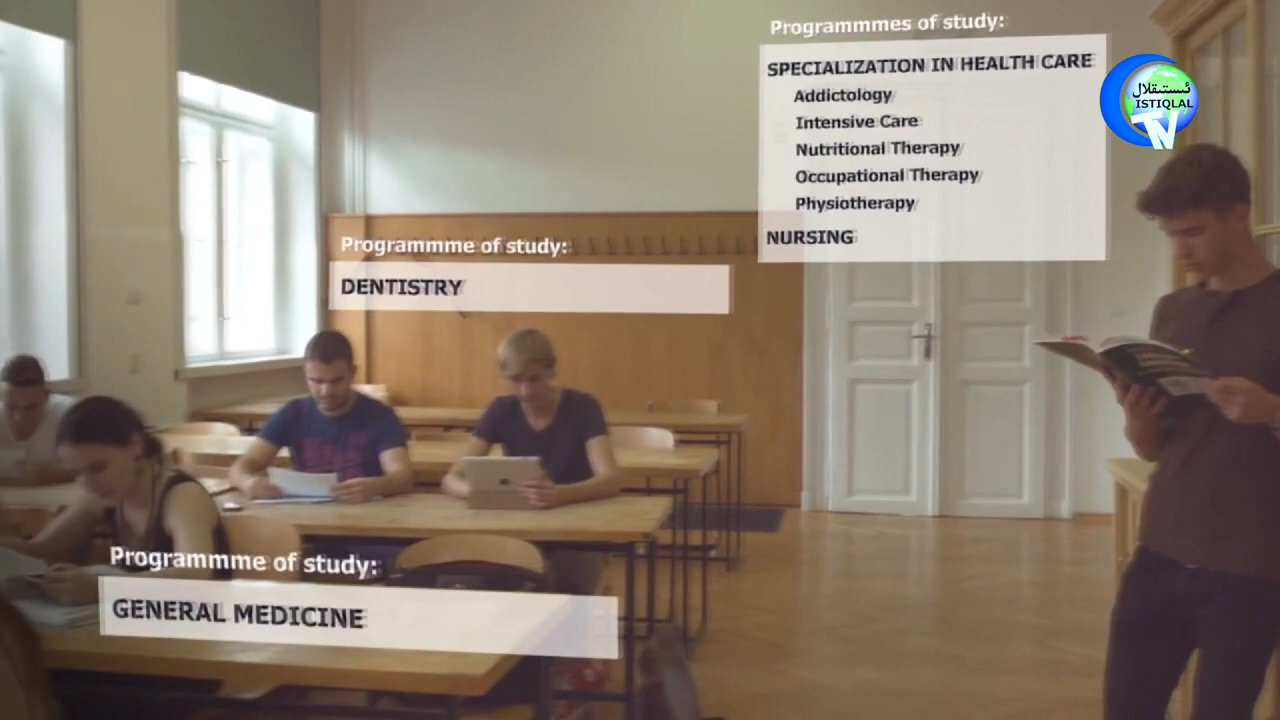 Programmmes of study:
SPECIALIZATION IN HEALTH CARE
Addictology
Intensive Care
Nutritional Therapy
Occupational Therapy
Physiotherapy
NURSING
ئىستىقلال
ISTIQLAL
TV
Programmme of study:
DENTISTRY
Programmme of study:
GENERAL MEDICINE